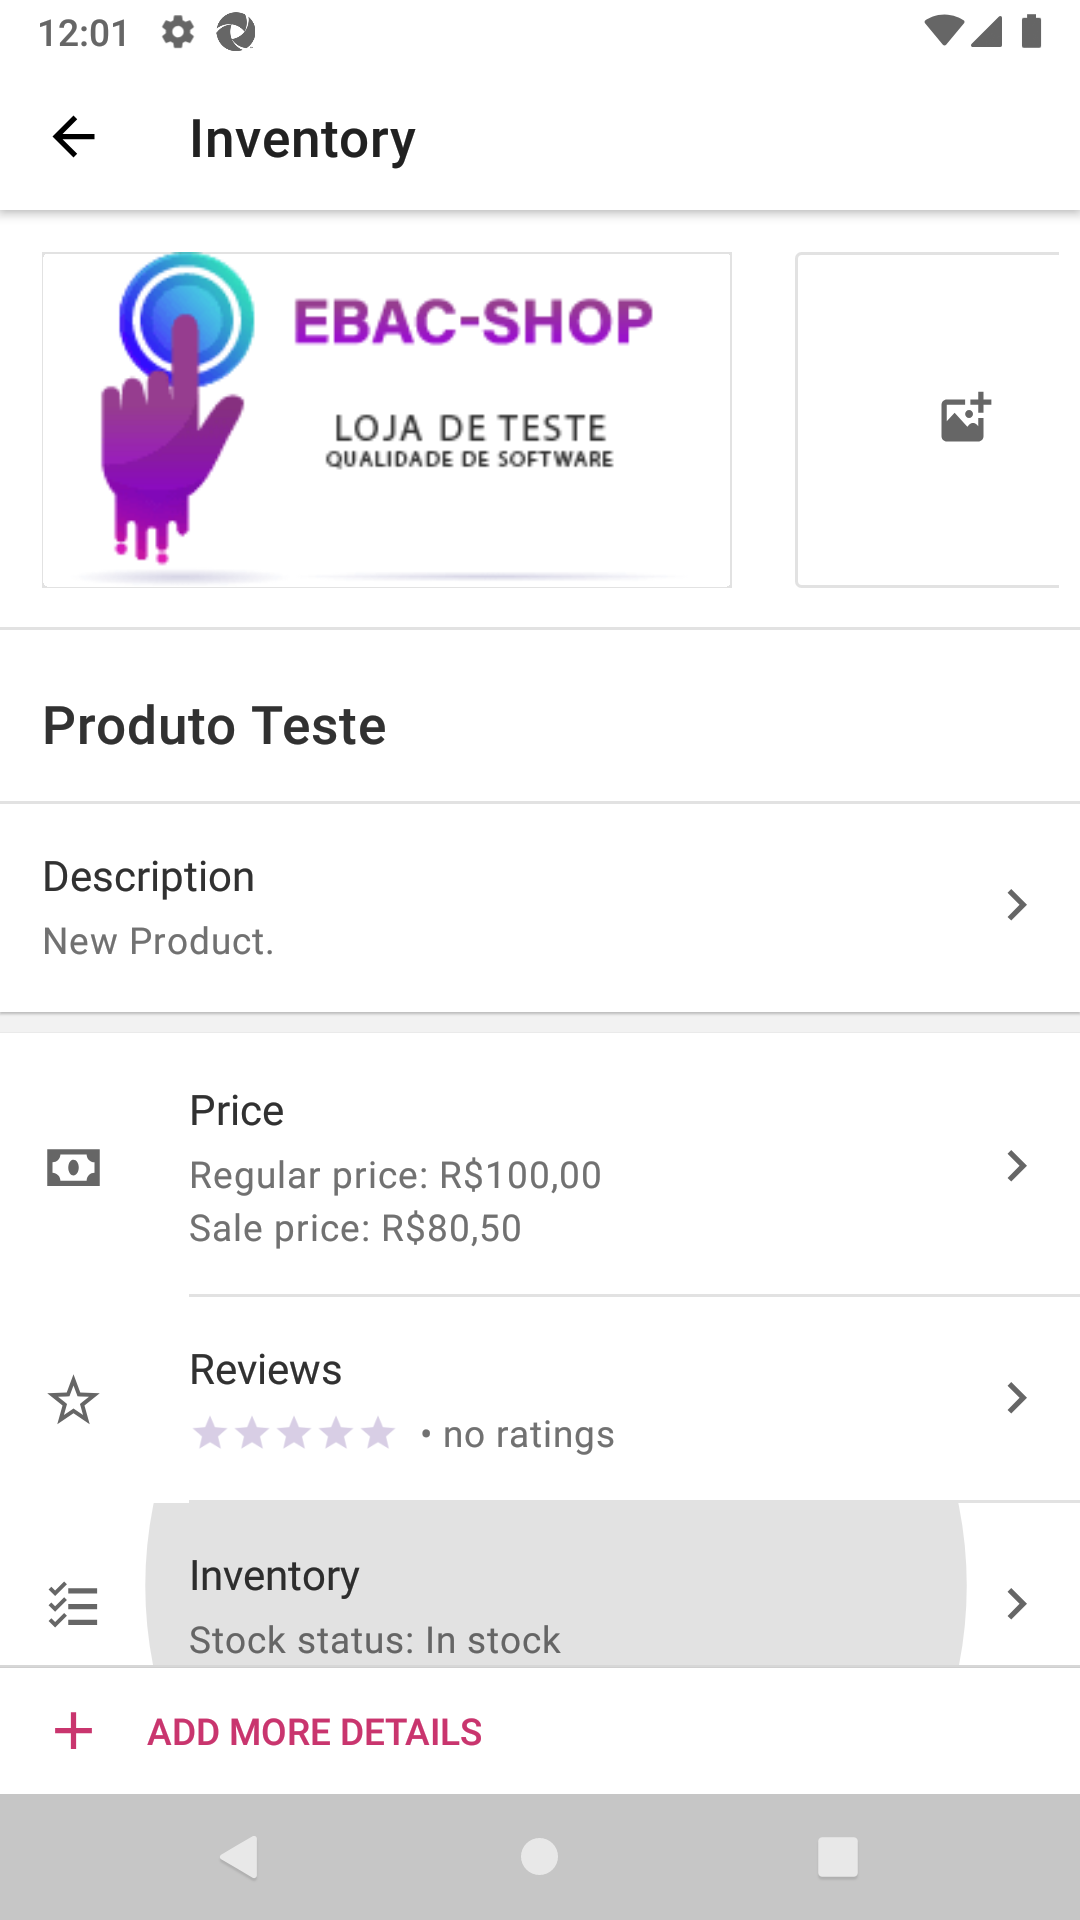 12:01
Inventory
EBAC-SHOP
LOJA DE TESTE
QUALIDADE DE SOFTWARE
Produto Teste
Description
New Product.
Price
Regular price: R$100,00
Sale price: R$80,50
Reviews
• no ratings
Inventory
Stock status: In stock
ADD MORE DETAILS